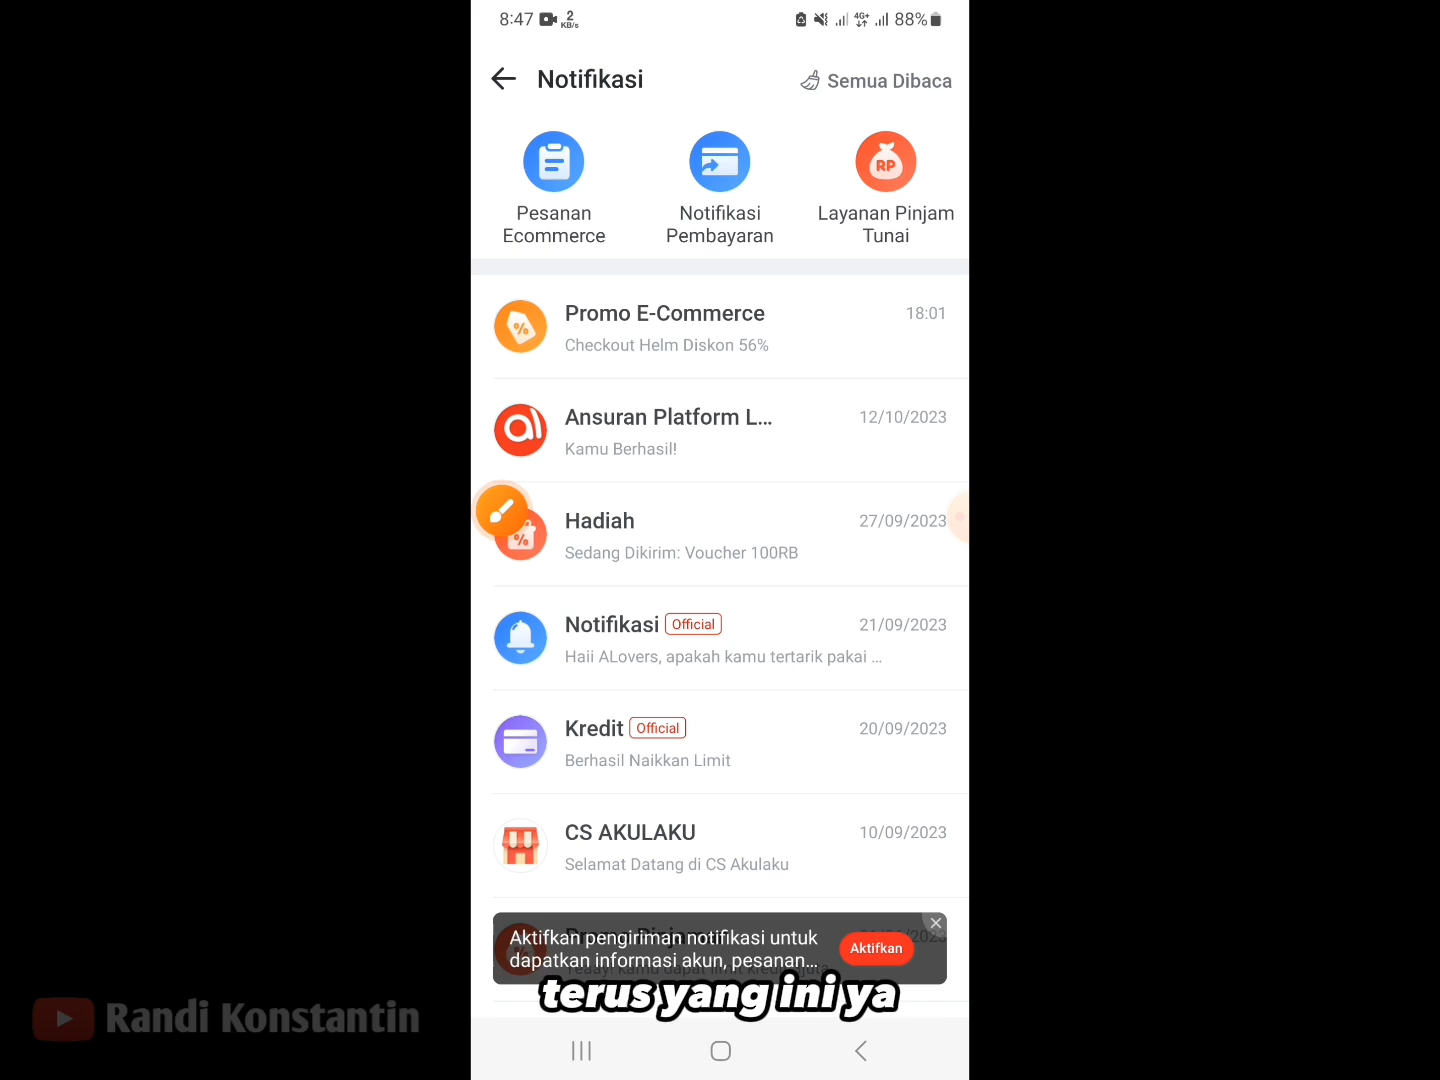 8:47 2 KB/s 4G+ 88%
Notifikasi
Semua Dibaca
RP
Pesanan
Ecommerce
Notifikasi
Pembayaran
Layanan Pinjam
Tunai
Promo E-Commerce 18:01
Checkout Helm Diskon 56%
Ansuran Platform L... 12/10/2023
Kamu Berhasil!
Hadiah 27/09/2023
Sedang Dikirim: Voucher 100RB
Notifikasi Official 21/09/2023
Haii ALovers, apakah kamu tertarik pakai ...
Kredit Official 20/09/2023
Berhasil Naikkan Limit
CS AKULAKU 10/09/2023
Selamat Datang di CS Akulaku
Aktifkan pengiriman notifikasi untuk
dapatkan informasi akun, pesanan...
Aktifkan
terus yang ini ya
Randi Konstantin